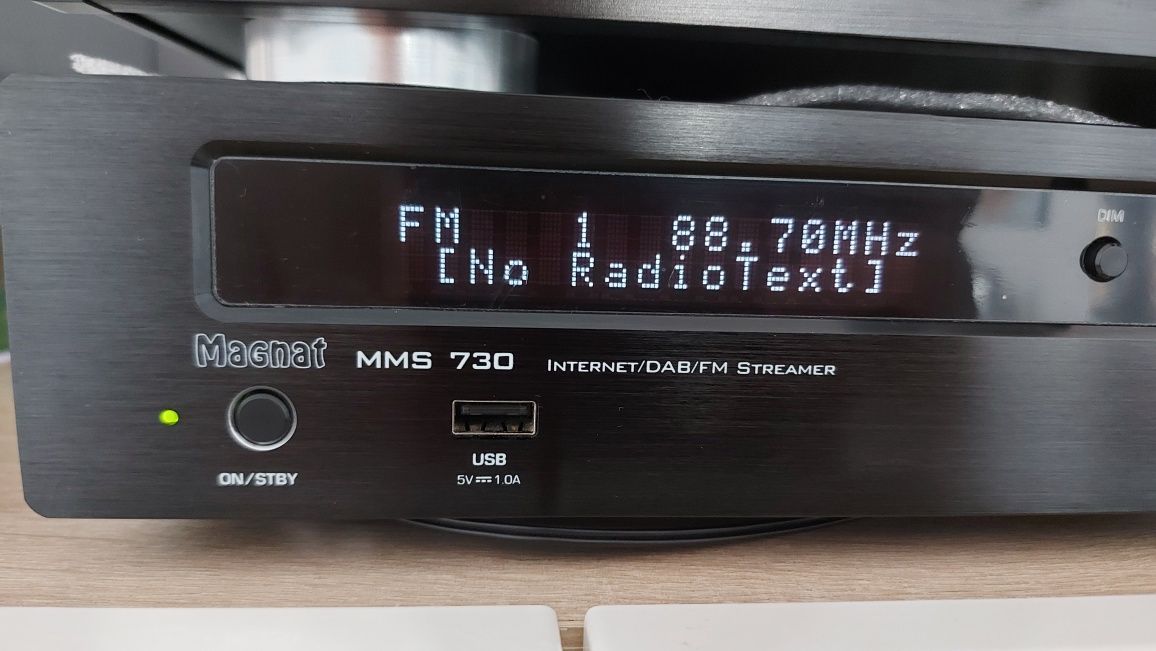 FM 1 88.70MHz
[No RadioText]
DIM
Magnat MMS 730 INTERNET/DAB/FM STREAMER
ON/STBY
USB
5V⎓1.0A